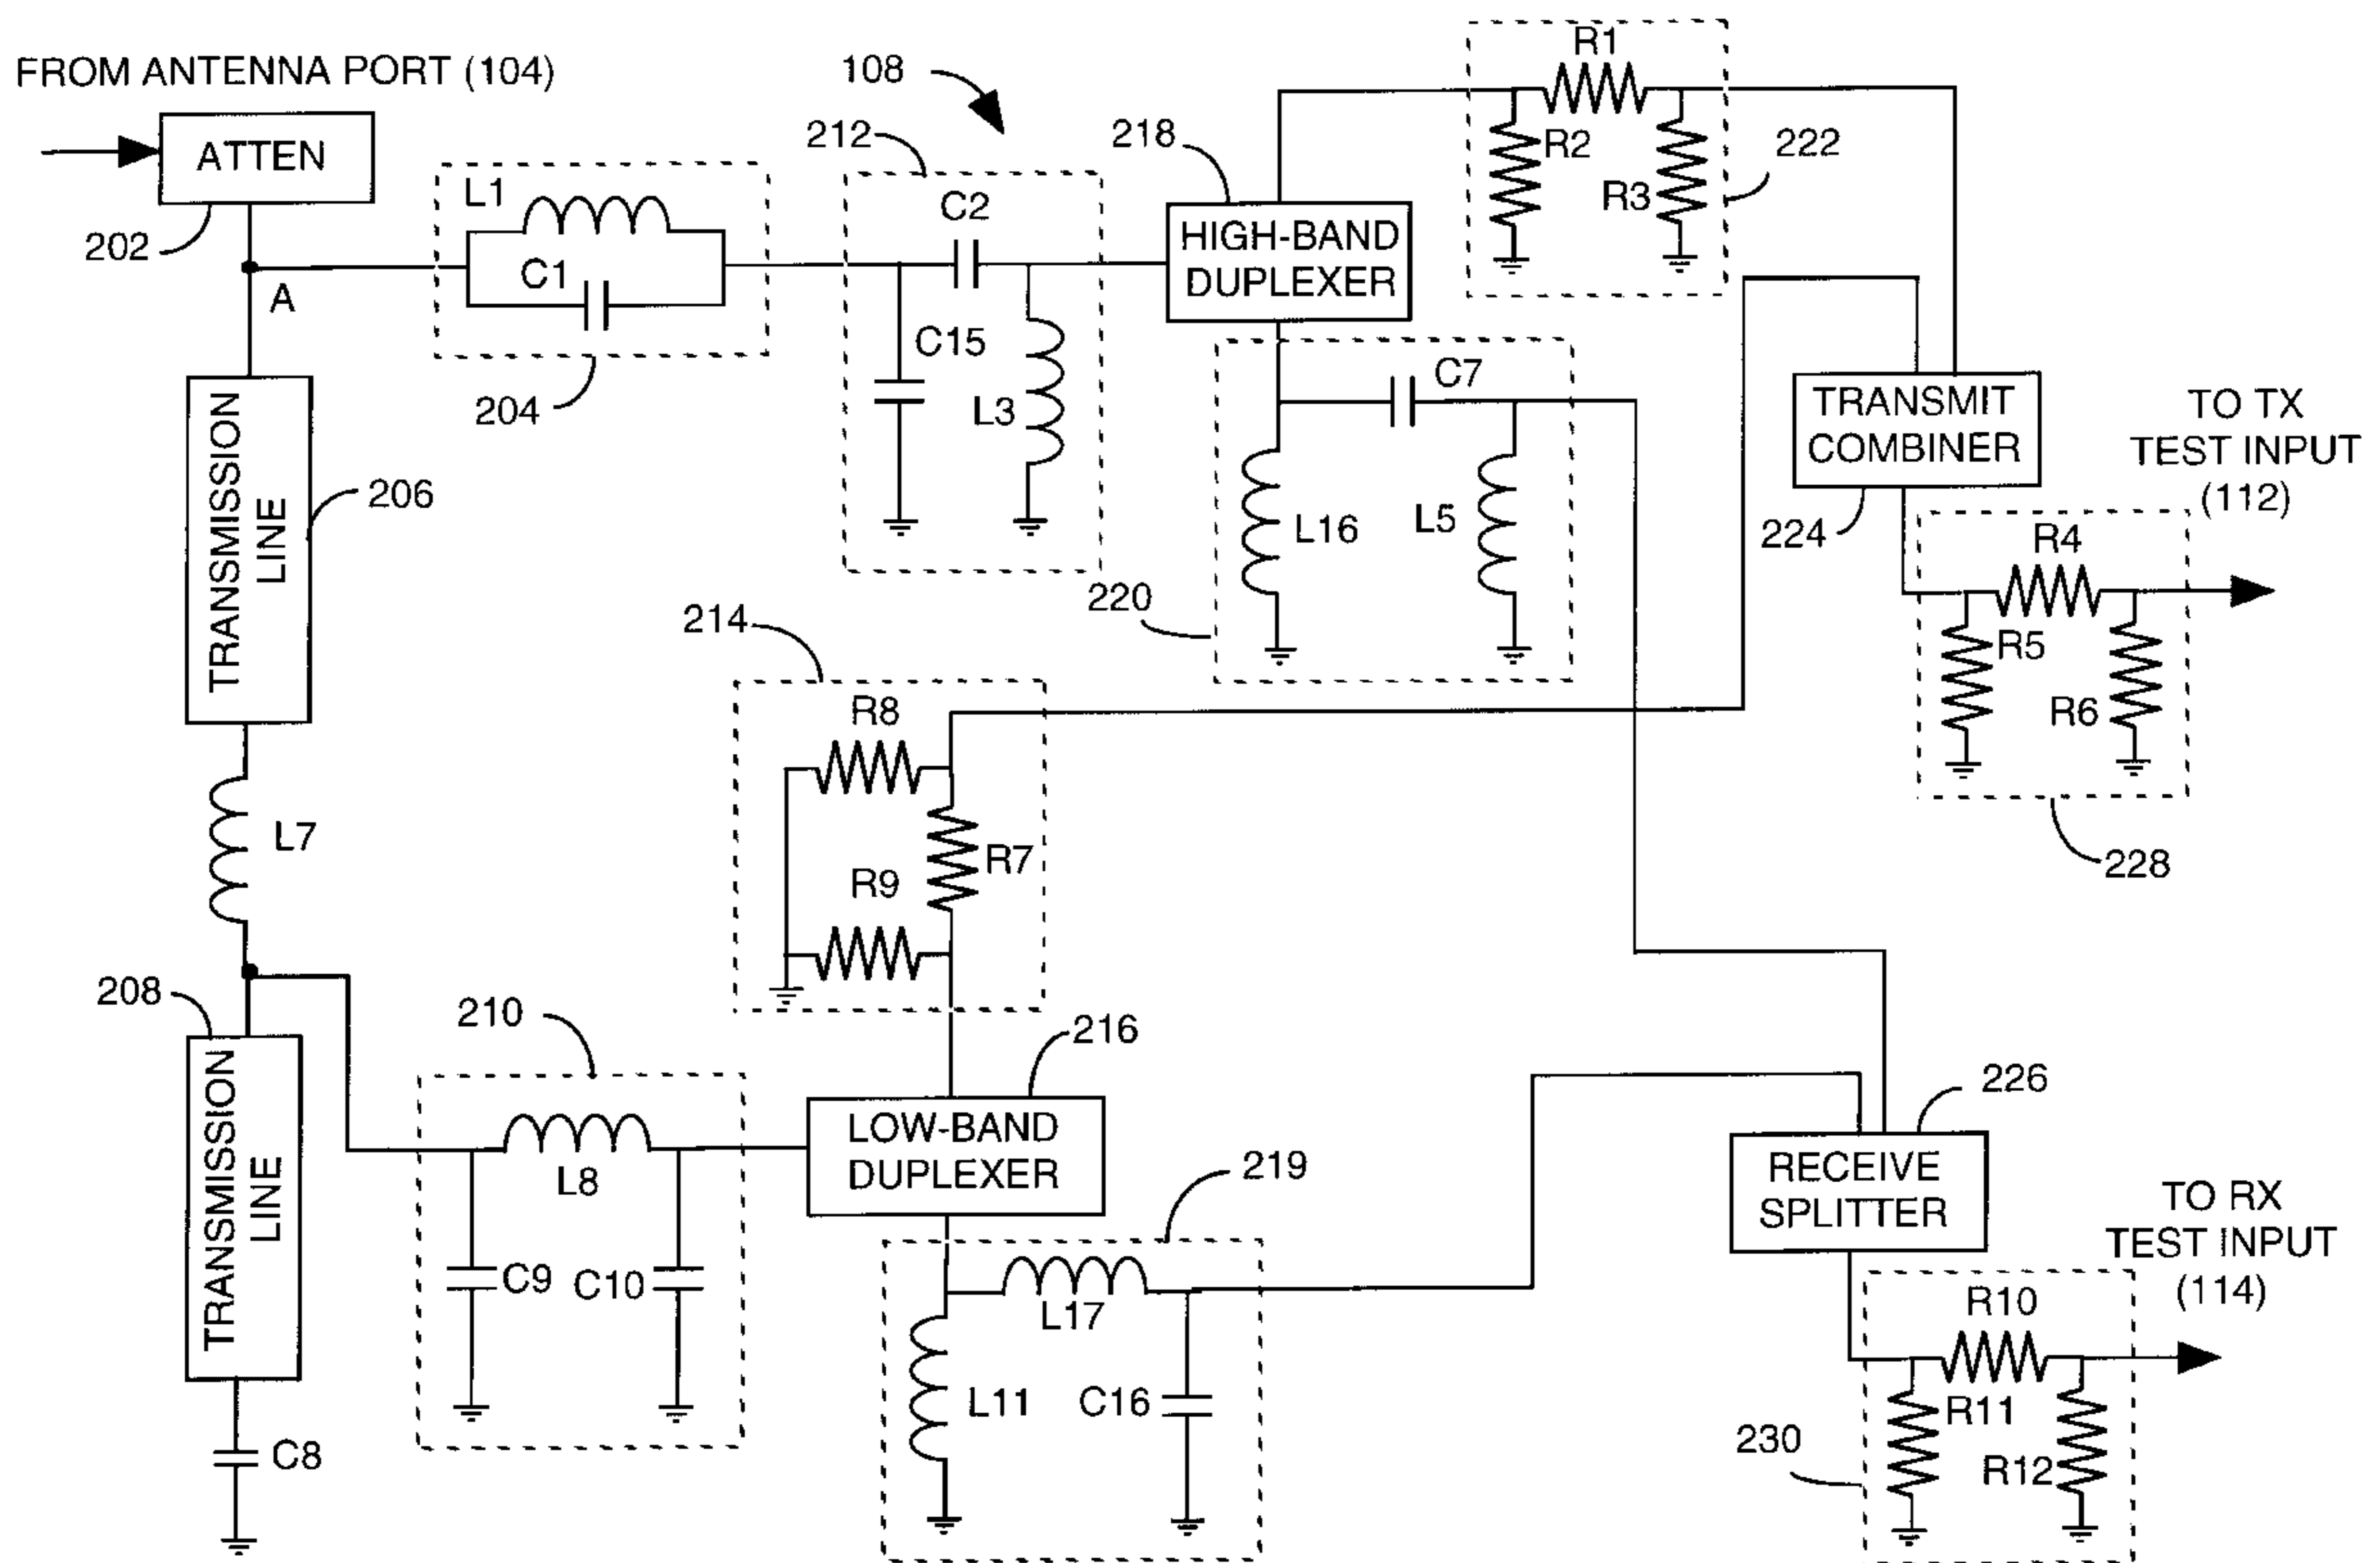 FROM ANTENNA PORT (104)
ATTEN
202
A
108
L1
C1
204
212
C2
C15
L3
218
HIGH-BAND
DUPLEXER
R1
R2
R3
222
TRANSMISSION
LINE
206
C7
L16
L5
220
TRANSMIT
COMBINER
224
TO TX
TEST INPUT
(112)
R4
R5
R6
228
214
R8
R7
R9
L7
208
TRANSMISSION
LINE
C8
210
L8
C9
C10
216
LOW-BAND
DUPLEXER
219
L17
L11
C16
226
RECEIVE
SPLITTER
TO RX
TEST INPUT
(114)
R10
R11
R12
230